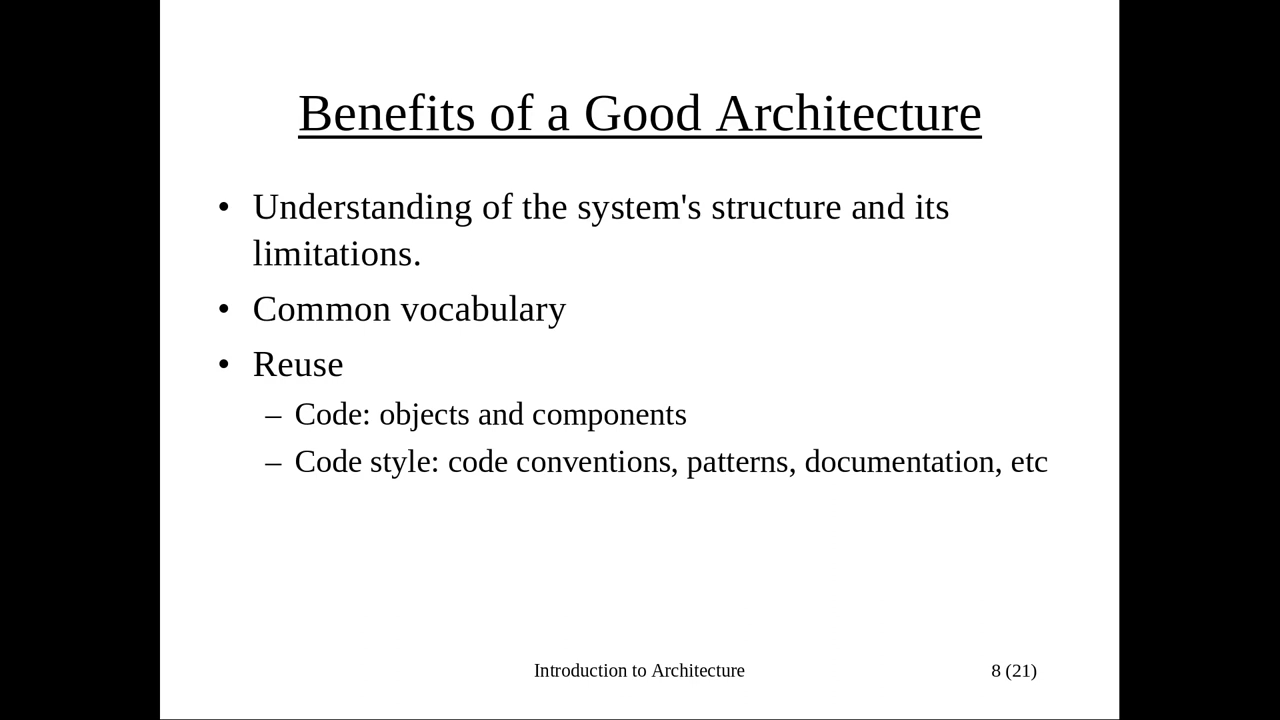 Benefits of a Good Architecture
• Understanding of the system's structure and its
limitations.
• Common vocabulary
• Reuse
– Code: objects and components
– Code style: code conventions, patterns, documentation, etc
Introduction to Architecture
8 (21)